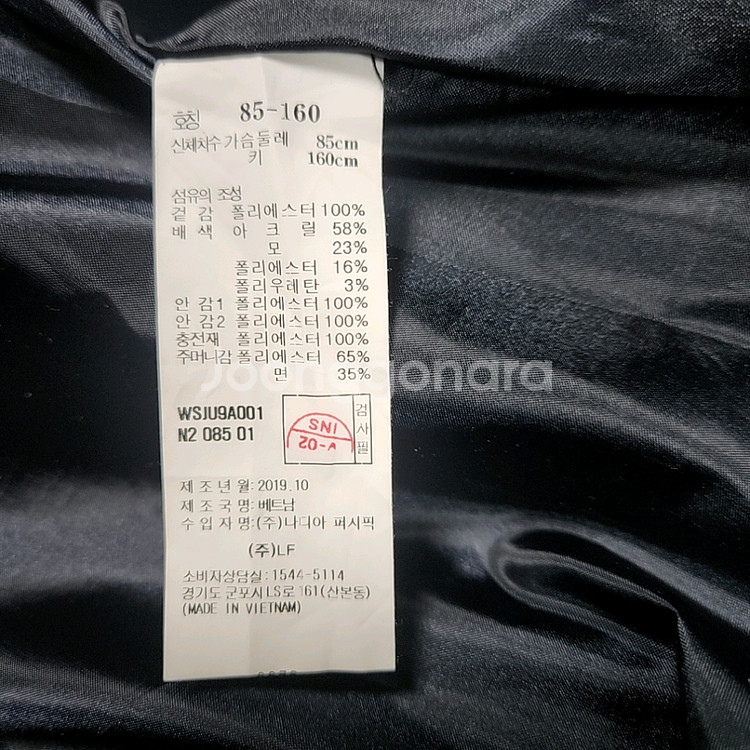 호칭 85-160
신체치수 가슴둘레 85cm
키 160cm
섬유의 조성
겉 감 폴리에스터 100%
배 색 아 크 릴 58%
모 23%
폴리에스터 16%
폴리우레탄 3%
안 감1 폴리에스터 100%
안 감2 폴리에스터 100%
충전재 폴리에스터 100%
주머니감 폴리에스터 65%
면 35%
joonggonara
WSJU9A001
N2 085 01
INS
A-02
검사필
제 조 년 월: 2019.10
제 조 국 명: 베트남
수 입 자 명: (주)나디아 퍼시픽
(주)LF
소비자상담실: 1544-5114
경기도 군포시 LS로 161(산본동)
(MADE IN VIETNAM)